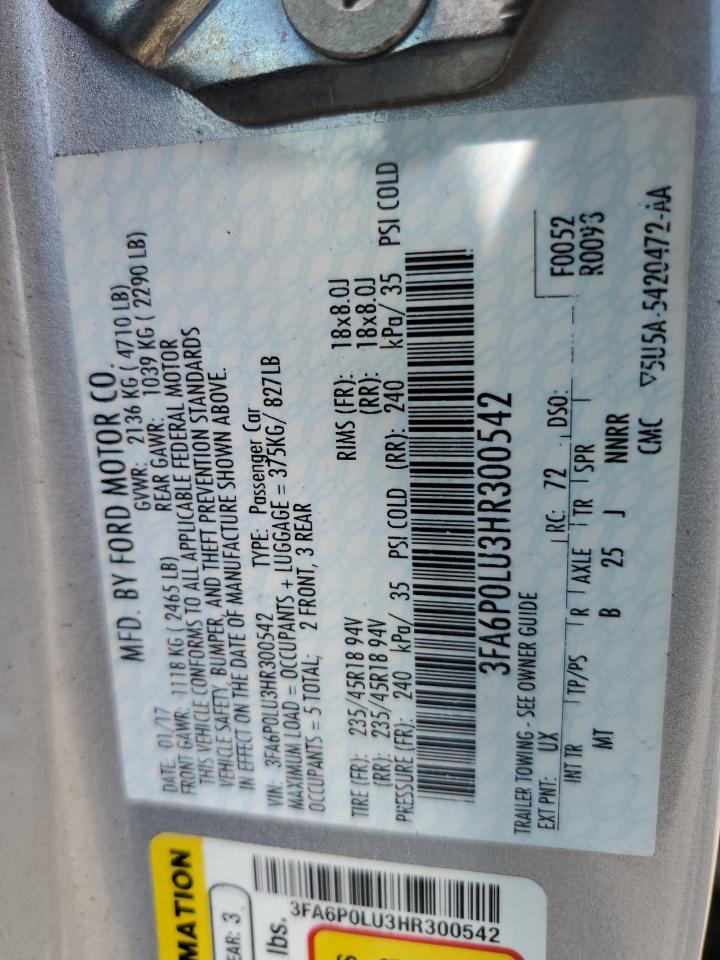 MFD. BY FORD MOTOR CO.
DATE: 01/17 GVWR: 2136 KG ( 4710 LB)
FRONT GAWR: 1118 KG ( 2465 LB) REAR GAWR: 1039 KG ( 2290 LB)
THIS VEHICLE CONFORMS TO ALL APPLICABLE FEDERAL MOTOR
VEHICLE SAFETY, BUMPER, AND THEFT PREVENTION STANDARDS
IN EFFECT ON THE DATE OF MANUFACTURE SHOWN ABOVE.
VIN: 3FA6P0LU3HR300542 TYPE: Passenger Car
MAXIMUM LOAD = OCCUPANTS + LUGGAGE = 375KG/ 827LB
OCCUPANTS = 5 TOTAL; 2 FRONT, 3 REAR
TIRE (FR): 235/45R18 94V RIMS (FR): 18x8.0J
(RR): 235/45R18 94V (RR): 18x8.0J
PRESSURE (FR): 240 kPa/ 35 PSI COLD (RR): 240 kPa/ 35 PSI COLD
3FA6P0LU3HR300542
TRAILER TOWING - SEE OWNER GUIDE F0052
EXT PNT: UX RC: 72 DSO: R0093
INT TR TP/PS R AXLE TR SPR
MT B 25 J NNRR
CMC ▽5U5A-5420472-AA
MATION
EAR: 3
lbs.
3FA6P0LU3HR300542